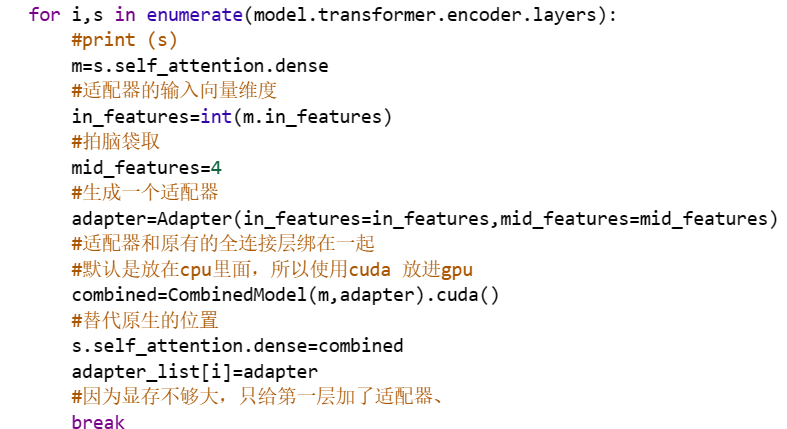 for i,s in enumerate(model.transformer.encoder.layers):
#print (s)
m=s.self_attention.dense
#适配器的输入向量维度
in_features=int(m.in_features)
#拍脑袋取
mid_features=4
#生成一个适配器
adapter=Adapter(in_features=in_features,mid_features=mid_features)
#适配器和原有的全连接层绑在一起
#默认是放在cpu里面，所以使用cuda 放进gpu
combined=CombinedModel(m,adapter).cuda()
#替代原生的位置
s.self_attention.dense=combined
adapter_list[i]=adapter
#因为显存不够大，只给第一层加了适配器、
break